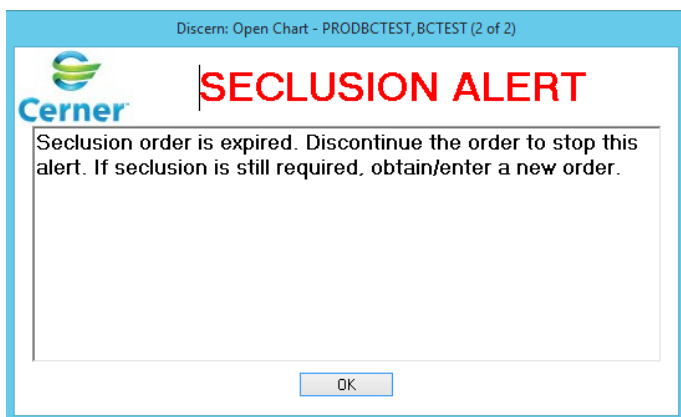 Discern: Open Chart - PRODBCTEST, BCTEST (2 of 2)
Cerner
SECLUSION ALERT
Seclusion order is expired. Discontinue the order to stop this
alert. If seclusion is still required, obtain/enter a new order.
OK